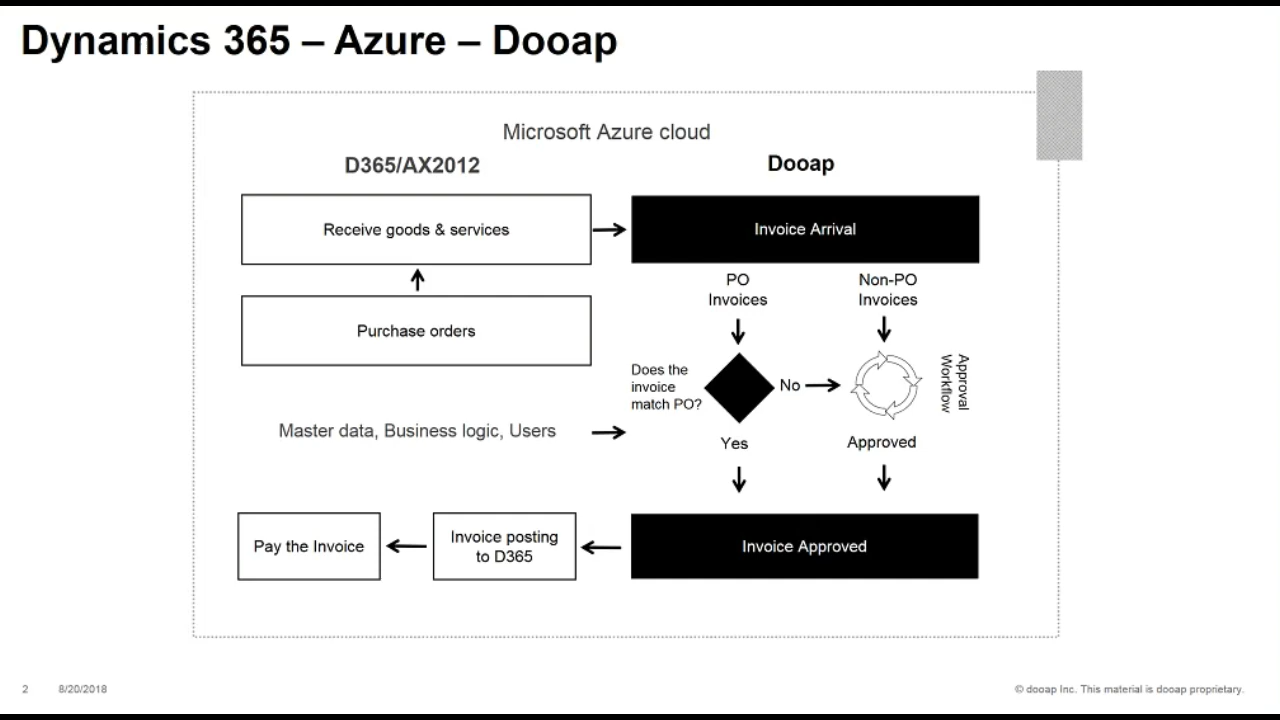 Dynamics 365 – Azure – Dooap
Microsoft Azure cloud
D365/AX2012
Dooap
Receive goods & services
Invoice Arrival
PO
Invoices
Non-PO
Invoices
Purchase orders
Does the
invoice
match PO?
No
Approval
Workflow
Master data, Business logic, Users
Yes
Approved
Pay the Invoice
Invoice posting
to D365
Invoice Approved
2
8/20/2018
© dooap Inc. This material is dooap proprietary.